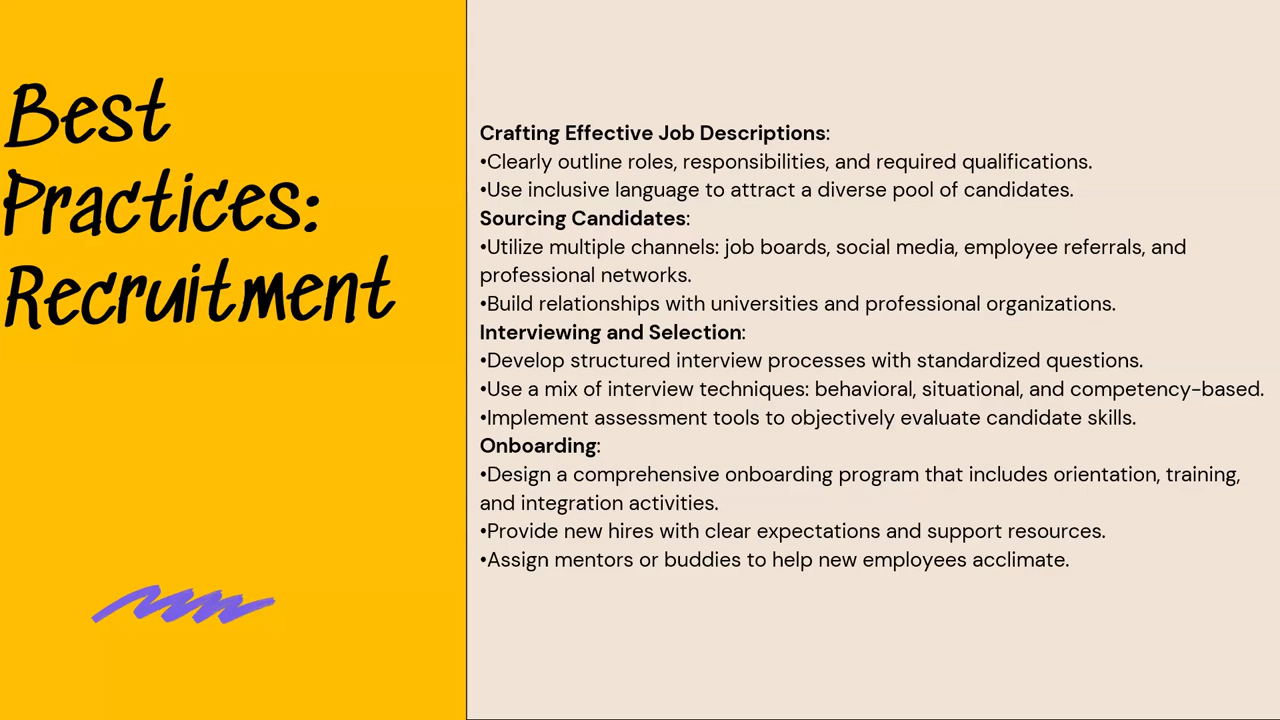 Best
Practices:
Recruitment
Crafting Effective Job Descriptions:
•Clearly outline roles, responsibilities, and required qualifications.
•Use inclusive language to attract a diverse pool of candidates.
Sourcing Candidates:
•Utilize multiple channels: job boards, social media, employee referrals, and
professional networks.
•Build relationships with universities and professional organizations.
Interviewing and Selection:
•Develop structured interview processes with standardized questions.
•Use a mix of interview techniques: behavioral, situational, and competency-based.
•Implement assessment tools to objectively evaluate candidate skills.
Onboarding:
•Design a comprehensive onboarding program that includes orientation, training,
and integration activities.
•Provide new hires with clear expectations and support resources.
•Assign mentors or buddies to help new employees acclimate.